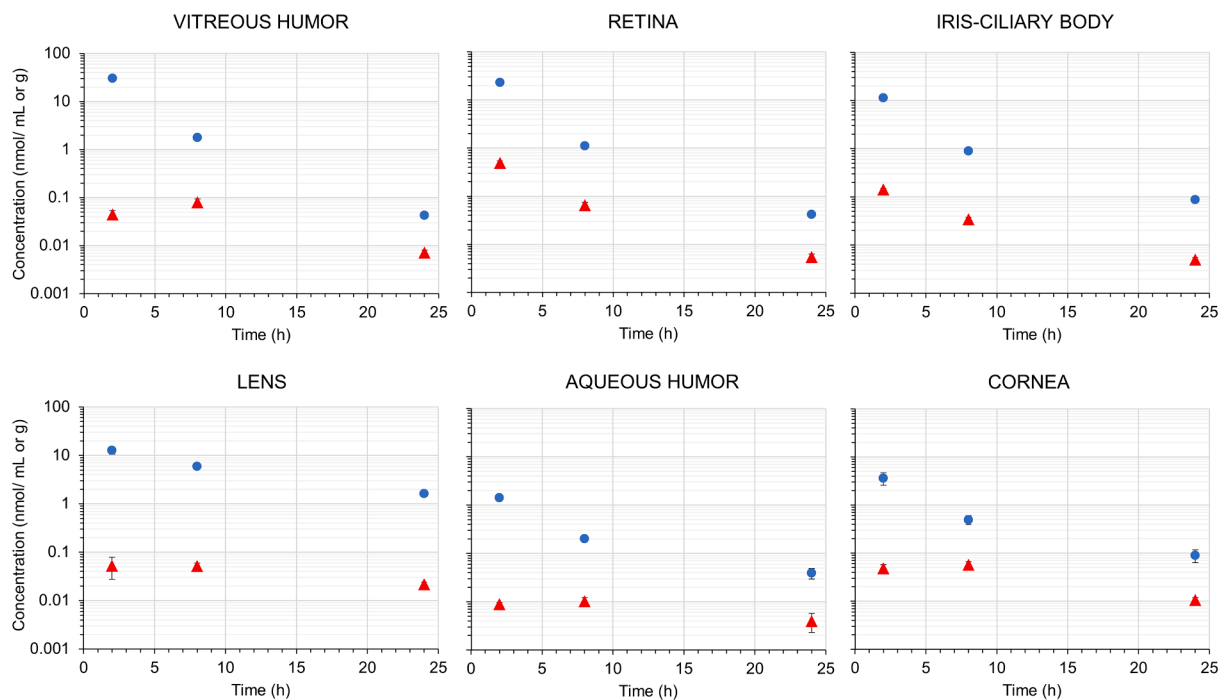 VITREOUS HUMOR
RETINA
IRIS-CILIARY BODY
Concentration (nmol/ mL or g)
100
10
1
0.1
0.01
0.001
0 5 10 15 20 25
0 5 10 15 20 25
0 5 10 15 20 25
Time (h)
Time (h)
Time (h)
LENS
AQUEOUS HUMOR
CORNEA
Concentration (nmol/ mL or g)
100
10
1
0.1
0.01
0.001
0 5 10 15 20 25
0 5 10 15 20 25
0 5 10 15 20 25
Time (h)
Time (h)
Time (h)